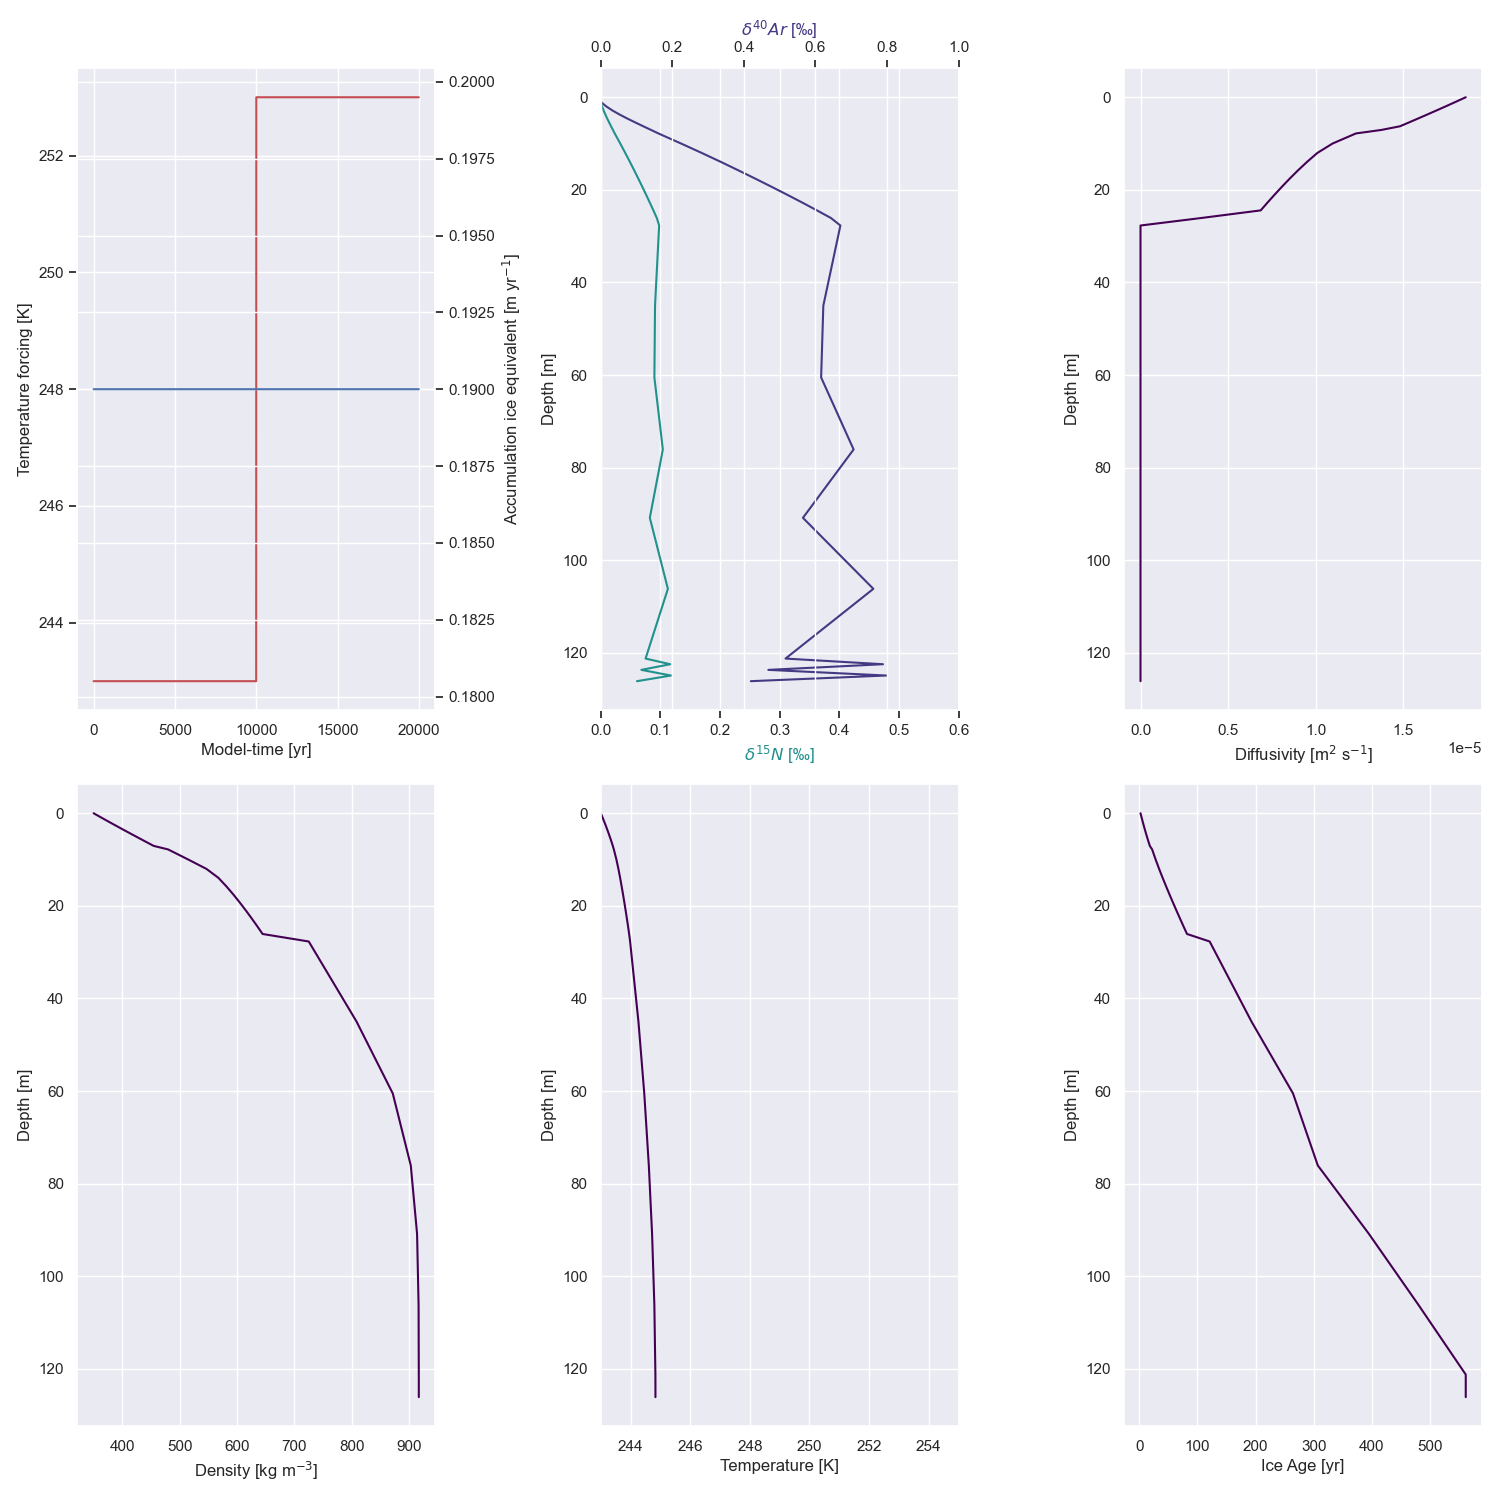 δ⁴⁰Ar [‰]
0.0 0.2 0.4 0.6 0.8 1.0
252
250
248
246
244
Temperature forcing [K]
0.2000
0.1975
0.1950
0.1925
0.1900
0.1875
0.1850
0.1825
0.1800
Accumulation ice equivalent [m yr⁻¹]
0 5000 10000 15000 20000
Model-time [yr]
0
20
40
60
80
100
120
Depth [m]
0.0 0.1 0.2 0.3 0.4 0.5 0.6
δ¹⁵N [‰]
0
20
40
60
80
100
120
Depth [m]
0.0 0.5 1.0 1.5
1e−5
Diffusivity [m² s⁻¹]
0
20
40
60
80
100
120
Depth [m]
400 500 600 700 800 900
Density [kg m⁻³]
0
20
40
60
80
100
120
Depth [m]
244 246 248 250 252 254
Temperature [K]
0
20
40
60
80
100
120
Depth [m]
0 100 200 300 400 500
Ice Age [yr]